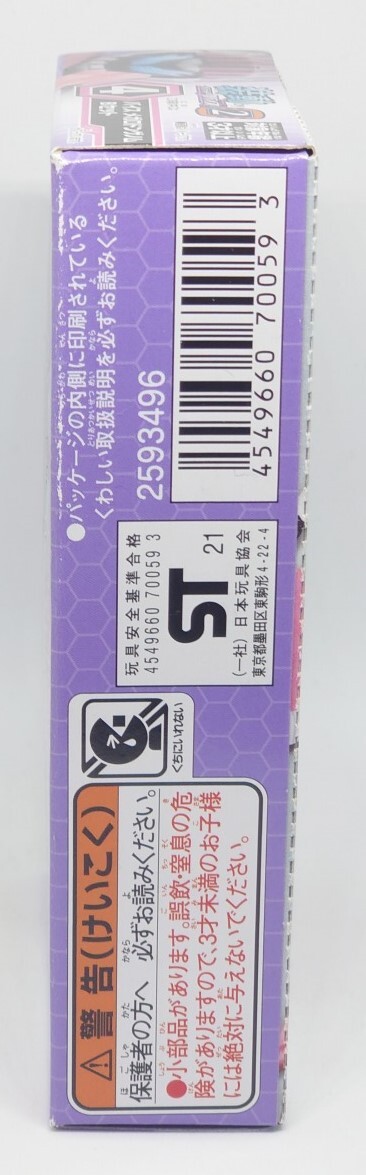 ⚠警告(けいこく)
保護者の方へ 必ずお読みください。
●小部品があります。誤飲・窒息の危
険がありますので、3才未満のお子様
には絶対に与えないでください。
くちにいれない
玩具安全基準合格
4549660 70059 3
ST 21
(一社) 日本玩具協会
東京都墨田区東駒形4-22-4
●パッケージの内側に印刷されている
くわしい取扱説明を必ずお読みください。
2593496
4549660 700593